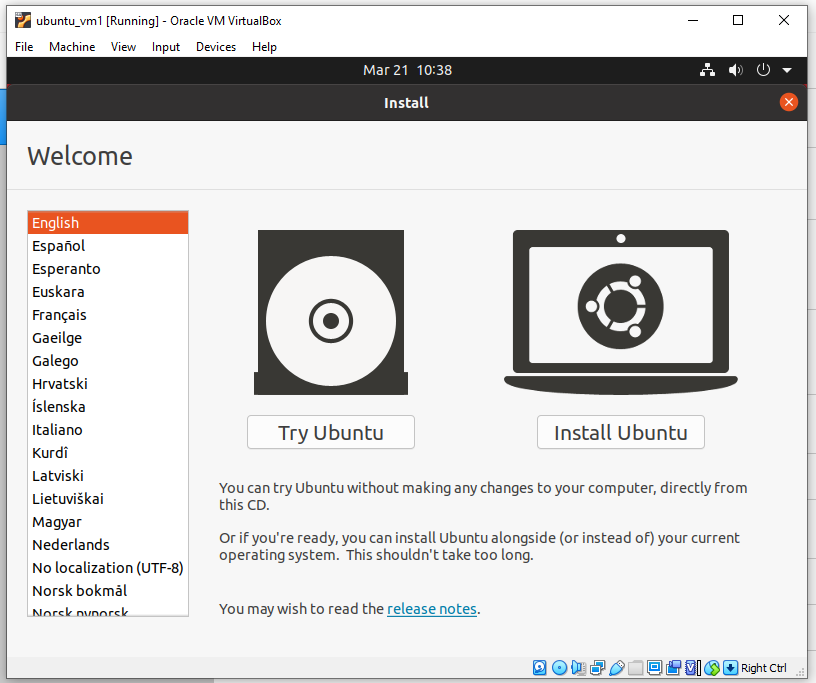 ubuntu_vm1 [Running] - Oracle VM VirtualBox
File Machine View Input Devices Help
Mar 21 10:38
Install
Welcome
English
Español
Esperanto
Euskara
Français
Gaeilge
Galego
Hrvatski
Íslenska
Italiano
Kurdî
Latviski
Lietuviškai
Magyar
Nederlands
No localization (UTF-8)
Norsk bokmål
Norsk nynorsk
Try Ubuntu
Install Ubuntu
You can try Ubuntu without making any changes to your computer, directly from
this CD.
Or if you're ready, you can install Ubuntu alongside (or instead of) your current
operating system. This shouldn't take too long.
You may wish to read the release notes.
Right Ctrl